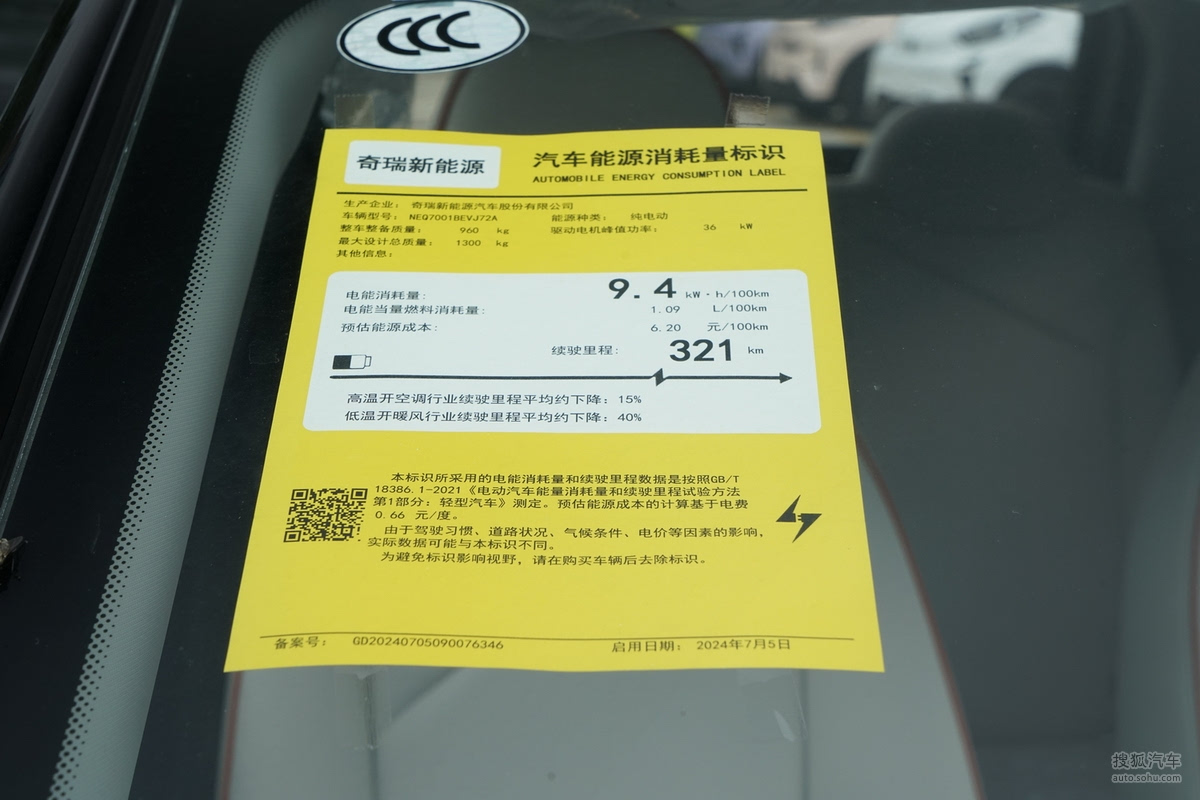 CCC
奇瑞新能源
汽车能源消耗量标识
AUTOMOBILE ENERGY CONSUMPTION LABEL
生产企业: 奇瑞新能源汽车股份有限公司
车辆型号: NEQ7001BEVJ72A 能源种类: 纯电动
整车整备质量: 960 kg 驱动电机峰值功率: 36 kW
最大设计总质量: 1300 kg
其他信息:
电能消耗量: 9.4 kW·h/100km
电能当量燃料消耗量: 1.09 L/100km
预估能源成本: 6.20 元/100km
续驶里程: 321 km
高温开空调行业续驶里程平均约下降: 15%
低温开暖风行业续驶里程平均约下降: 40%
本标识所采用的电能消耗量和续驶里程数据是按照GB/T
18386.1-2021《电动汽车能量消耗量和续驶里程试验方法
第1部分: 轻型汽车》测定。预估能源成本的计算基于电费
0.66 元/度。
由于驾驶习惯、道路状况、气候条件、电价等因素的影响,
实际数据可能与本标识不同。
为避免标识影响视野, 请在购买车辆后去除标识。
备案号: GD20240705090076346 启用日期: 2024年7月5日
搜狐汽车
auto.sohu.com